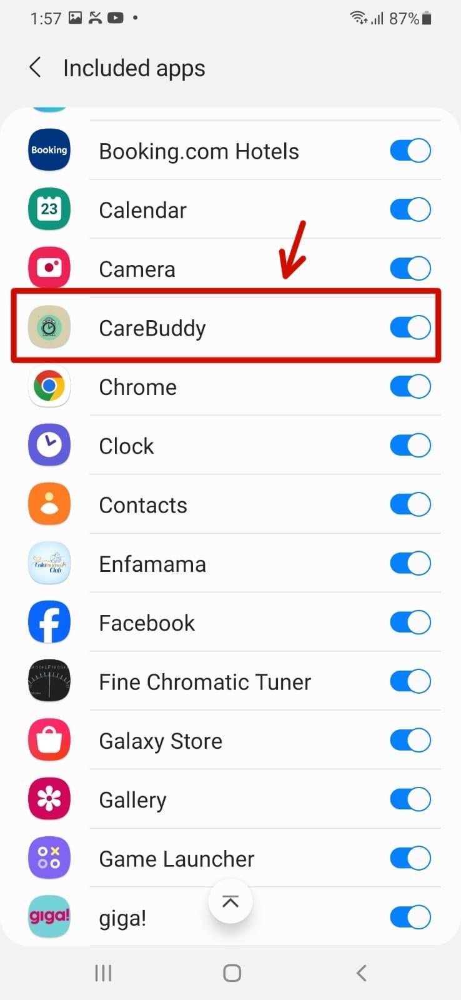 1:57
87%
Included apps
Booking
Booking.com Hotels
23
Calendar
Camera
CareBuddy
Chrome
Clock
Contacts
Enfamama A+
Club
Enfamama
f
Facebook
Fine Chromatic Tuner
Galaxy Store
Gallery
Game Launcher
giga!
giga!